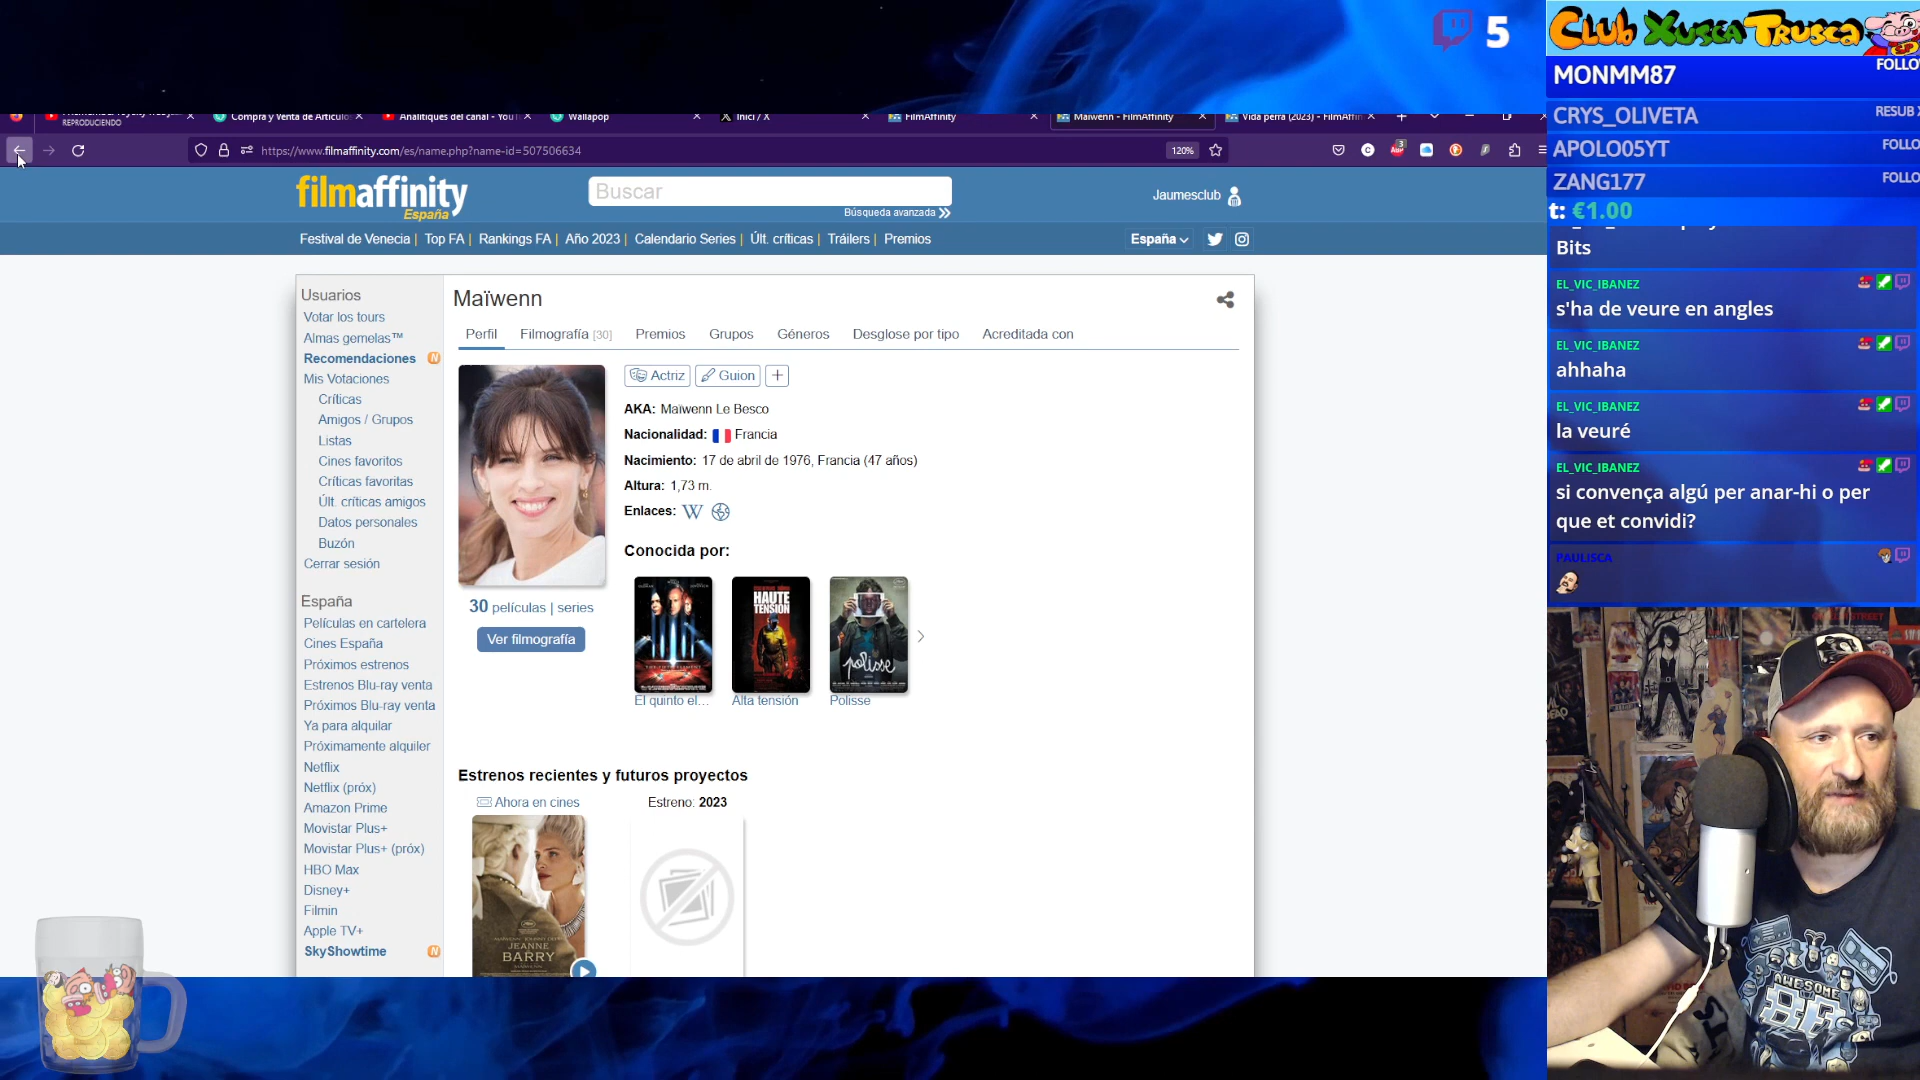 5
REPRODUCIENDO
Compra y Venta de Artículos
Analítiques del canal - YouT
Wallapop
Inici / X
FilmAffinity
Maïwenn - FilmAffinity
Vida perra (2023) - FilmAffin
https://www.filmaffinity.com/es/name.php?name-id=507506634
120%
filmaffinity
España
Buscar
Búsqueda avanzada
Jaumesclub
Festival de Venecia | Top FA | Rankings FA | Año 2023 | Calendario Series | Últ. críticas | Tráilers | Premios
España
Usuarios
Votar los tours
Almas gemelas™
Recomendaciones N
Mis Votaciones
Críticas
Amigos / Grupos
Listas
Cines favoritos
Críticas favoritas
Últ. críticas amigos
Datos personales
Buzón
Cerrar sesión
España
Películas en cartelera
Cines España
Próximos estrenos
Estrenos Blu-ray venta
Próximos Blu-ray venta
Ya para alquilar
Próximamente alquiler
Netflix
Netflix (próx)
Amazon Prime
Movistar Plus+
Movistar Plus+ (próx)
HBO Max
Disney+
Filmin
Apple TV+
SkyShowtime N
Maïwenn
Perfil Filmografía [30] Premios Grupos Géneros Desglose por tipo Acreditada con
Actriz Guion +
AKA: Maïwenn Le Besco
Nacionalidad: Francia
Nacimiento: 17 de abril de 1976, Francia (47 años)
Altura: 1,73 m.
Enlaces: W
30 películas | series
Ver filmografía
Conocida por:
HAUTE
TENSION
polisse
El quinto el...
Alta tensión
Polisse
Estrenos recientes y futuros proyectos
Ahora en cines
Estreno: 2023
JEANNE
DU
BARRY
Club Xusca Trusca
MONMM87 FOLLO
CRYS_OLIVETA RESUB X
APOLO05YT FOLLO
ZANG177 FOLLO
t: €1.00
Bits
EL_VIC_IBANEZ
s'ha de veure en angles
EL_VIC_IBANEZ
ahhaha
EL_VIC_IBANEZ
la veuré
EL_VIC_IBANEZ
si convença algú per anar-hi o per
que et convidi?
PAULISCA
AWESOME